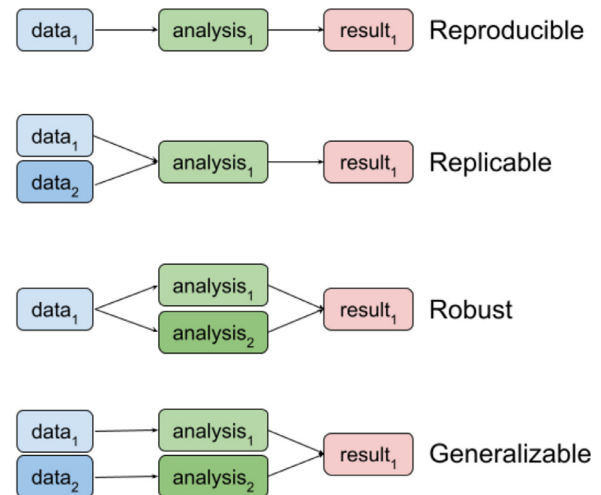 data₁ analysis₁ result₁ Reproducible
data₁
data₂ analysis₁ result₁ Replicable
data₁ analysis₁
analysis₂ result₁ Robust
data₁ analysis₁
data₂ analysis₂ result₁ Generalizable